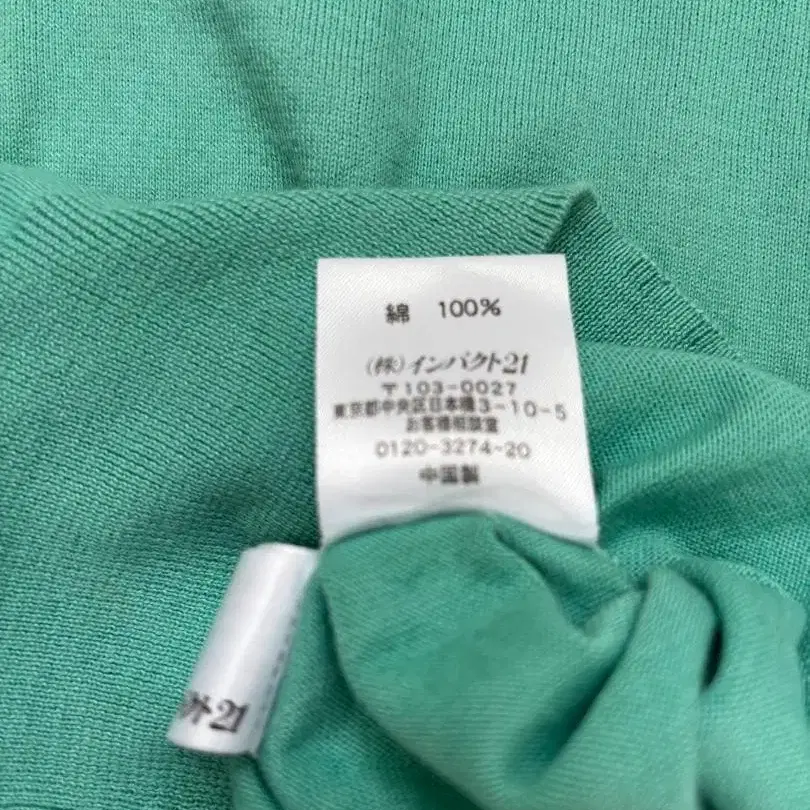 綿 100%
(株)インパクト21
〒103-0027
東京都中央区日本橋3-10-5
お客様相談室
0120-3274-20
中国製
クト21